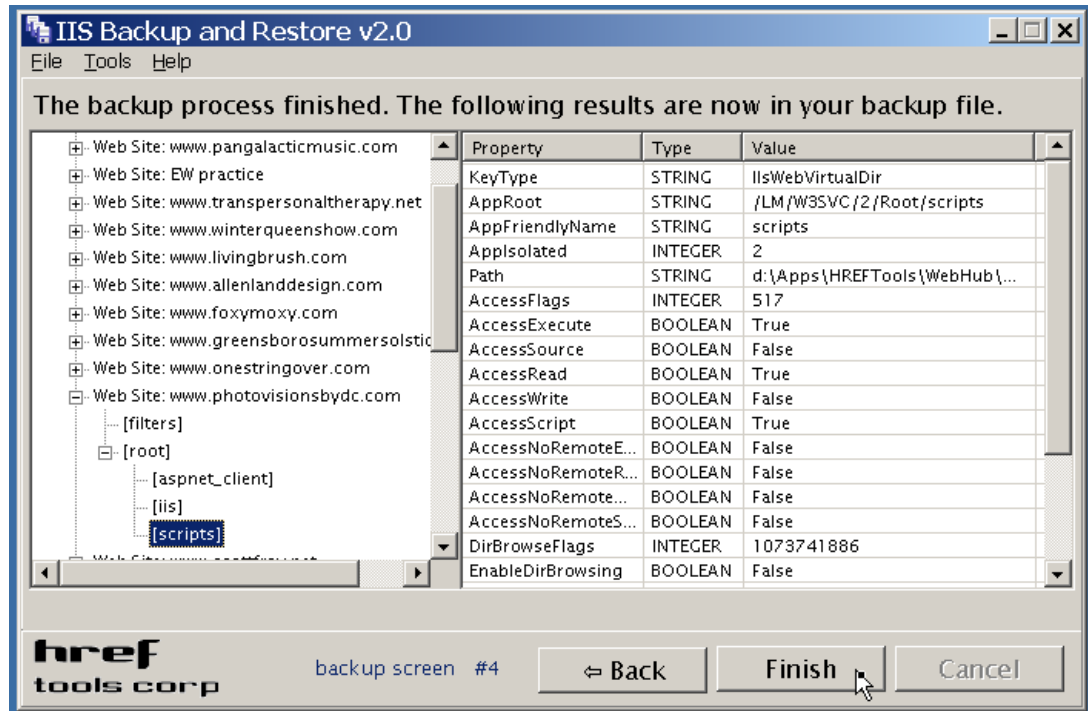 IIS Backup and Restore v2.0
File Tools Help
The backup process finished. The following results are now in your backup file.
Web Site: www.pangalacticmusic.com
Web Site: EW practice
Web Site: www.transpersonaltherapy.net
Web Site: www.winterqueenshow.com
Web Site: www.livingbrush.com
Web Site: www.allenlanddesign.com
Web Site: www.foxymoxy.com
Web Site: www.greensborosummersolstic
Web Site: www.onestringover.com
Web Site: www.photovisionsbydc.com
[filters]
[root]
[aspnet_client]
[iis]
[scripts]
Property Type Value
KeyType STRING IIsWebVirtualDir
AppRoot STRING /LM/W3SVC/2/Root/scripts
AppFriendlyName STRING scripts
AppIsolated INTEGER 2
Path STRING d:\Apps\HREFTools\WebHub\...
AccessFlags INTEGER 517
AccessExecute BOOLEAN True
AccessSource BOOLEAN False
AccessRead BOOLEAN True
AccessWrite BOOLEAN False
AccessScript BOOLEAN True
AccessNoRemoteE... BOOLEAN False
AccessNoRemoteR... BOOLEAN False
AccessNoRemote... BOOLEAN False
AccessNoRemoteS... BOOLEAN False
DirBrowseFlags INTEGER 1073741886
EnableDirBrowsing BOOLEAN False
href
tools corp
backup screen #4
⇦ Back
Finish
Cancel